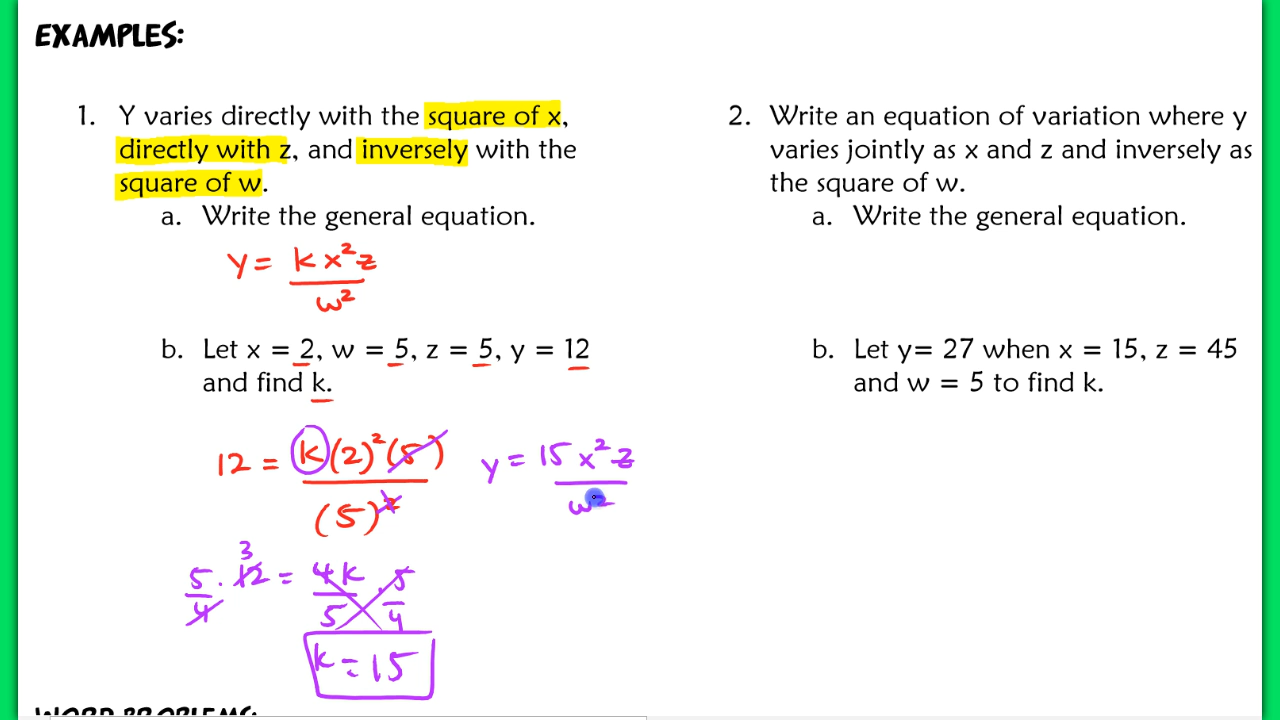 EXAMPLES:
1. Y varies directly with the square of x,
directly with z, and inversely with the
square of w.
a. Write the general equation.
y = kx²z
w²
b. Let x = 2, w = 5, z = 5, y = 12
and find k.
12 = k(2)²(5)
(5)²
y = 15x²z
w²
3
5 · 12 = 4k · 5
4 5 4
k = 15
2. Write an equation of variation where y
varies jointly as x and z and inversely as
the square of w.
a. Write the general equation.
b. Let y= 27 when x = 15, z = 45
and w = 5 to find k.
WORD PROBLEMS: